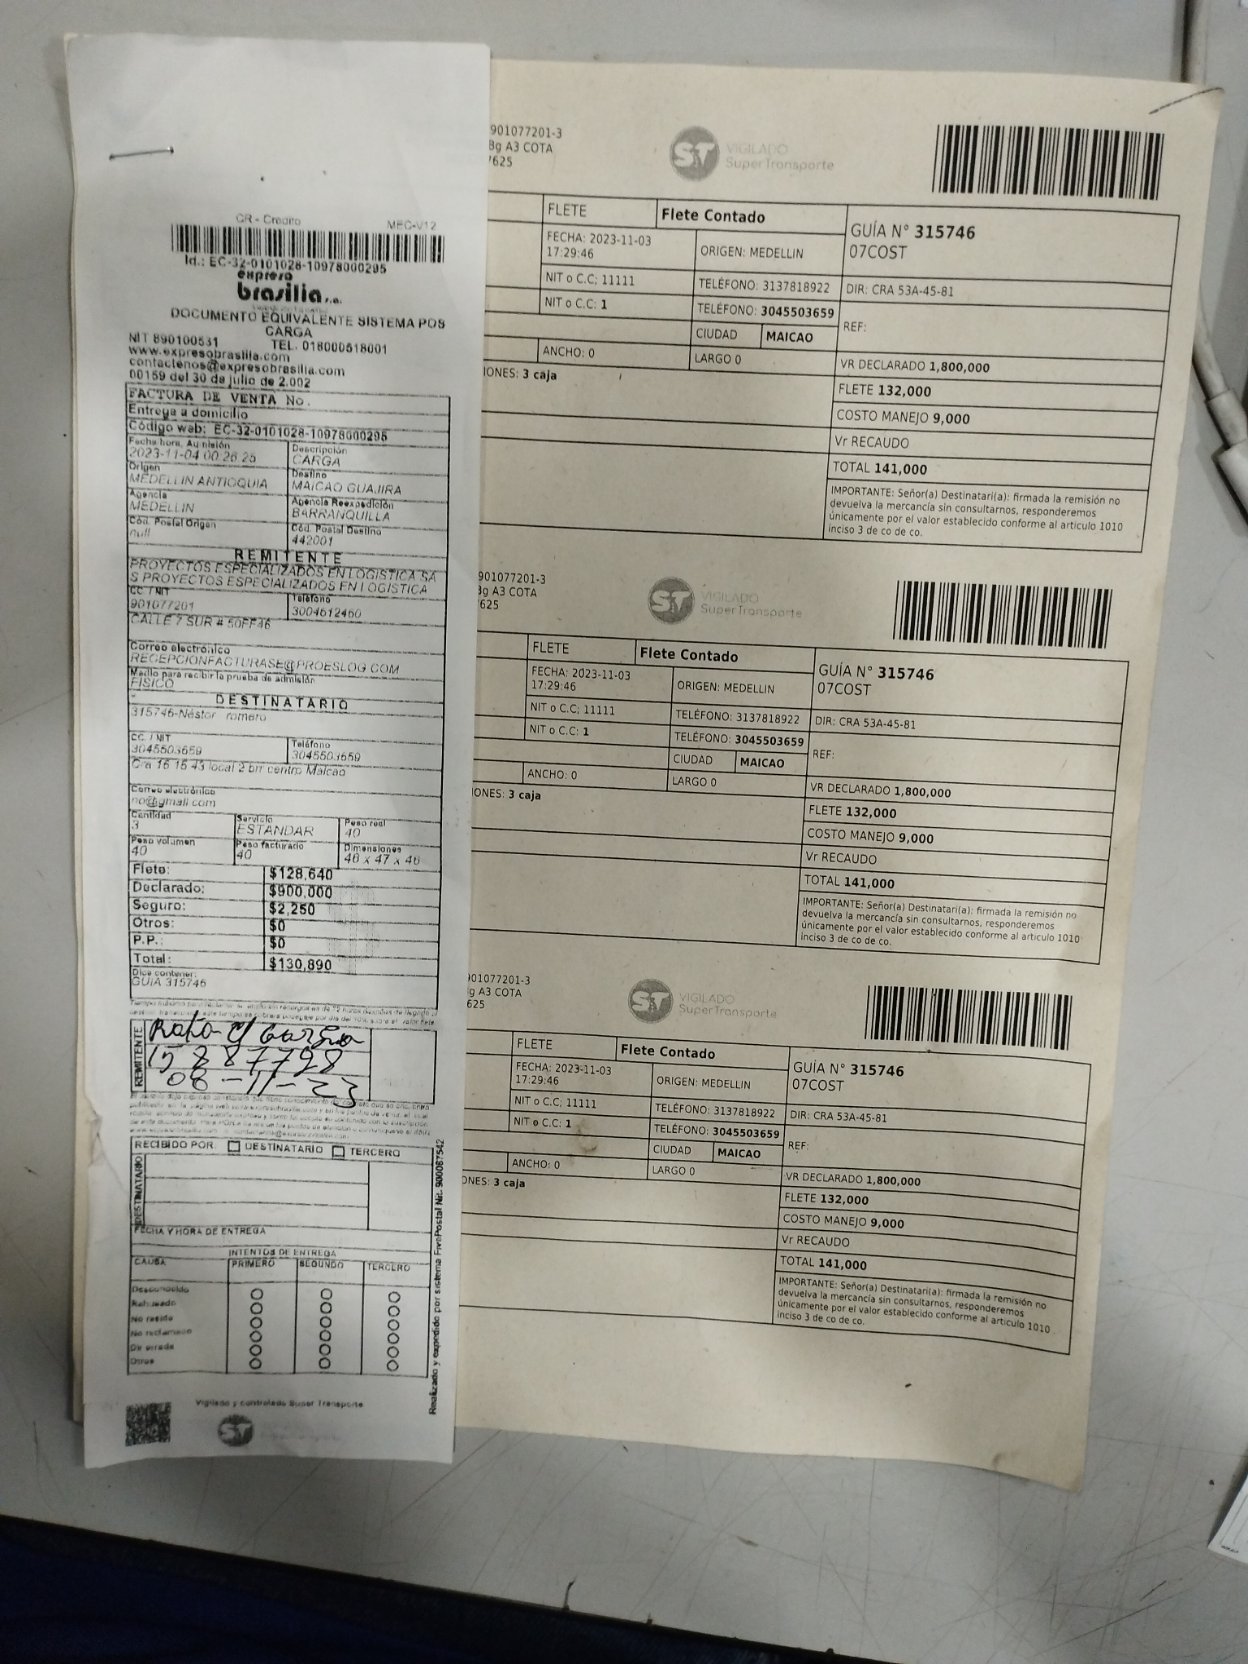 CR - Credito MEC-V12
Id.: EC-32-0101028-10978000295
expreso
brasilia s.a.
DOCUMENTO EQUIVALENTE SISTEMA POS
CARGA
NIT 890100531 TEL. 018000518001
www.expresobrasilia.com
contactenos@expresobrasilia.com
00159 del 30 de julio de 2.002
FACTURA DE VENTA No.
Entrega a domicilio
Código web: EC-32-0101028-10978000295
Fecha hora. Admisión Descripción
2023-11-04 00:26:25 CARGA
Origen Destino
MEDELLIN ANTIOQUIA MAICAO GUAJIRA
Agencia Agencia Reexpedición
MEDELLIN BARRANQUILLA
Cód. Postal Origen Cód. Postal Destino
null 442001
REMITENTE
PROYECTOS ESPECIALIZADOS EN LOGISTICA SA
S PROYECTOS ESPECIALIZADOS EN LOGISTICA
CC / NIT Teléfono
901077201 3004612460
CALLE 7 SUR # 50FF46
Correo electrónico
RECEPCIONFACTURASE@PROESLOG.COM
Medio para recibir la prueba de admisión
FISICO
DESTINATARIO
315746-Néstor romero
CC / NIT Teléfono
3045503659 3045503659
Cra 16 15 43 local 2 brr centro Maicao
Correo electrónico
no@gmail.com
Cantidad Servicio Peso real
3 ESTANDAR 40
Peso volumen Peso facturado Dimensiones
40 40 46 x 47 x 46
Flete: $128,640
Declarado: $900,000
Seguro: $2,250
Otros: $0
P.P.: $0
Total: $130,890
Dice contener:
GUIA 315746
REMITENTE
15887798
08-11-23
RECIBIDO POR: DESTINATARIO TERCERO
DESTINATARIO
FECHA Y HORA DE ENTREGA
INTENTOS DE ENTREGA
CAUSA PRIMERO SEGUNDO TERCERO
Desconocido
Rehusado
No reside
No reclamado
Dir errada
Otros
Realizado y expedido por sistema FivePostal Nit. 900087542
Vigilado y controlado Super Transporte
ST
901077201-3
Bg A3 COTA
7625
ST VIGILADO
SuperTransporte
FLETE Flete Contado
GUÍA N° 315746
07COST
FECHA: 2023-11-03
17:29:46
ORIGEN: MEDELLIN
NIT o C.C: 11111 TELÉFONO: 3137818922 DIR: CRA 53A-45-81
NIT o C.C: 1 TELÉFONO: 3045503659
REF:
CIUDAD MAICAO
ANCHO: 0 LARGO 0 VR DECLARADO 1,800,000
IONES: 3 caja FLETE 132,000
COSTO MANEJO 9,000
Vr RECAUDO
TOTAL 141,000
IMPORTANTE: Señor(a) Destinatari(a): firmada la remisión no
devuelva la mercancía sin consultarnos, responderemos
únicamente por el valor establecido conforme al articulo 1010
inciso 3 de co de co.
901077201-3
3g A3 COTA
625
ST VIGILADO
SuperTransporte
FLETE Flete Contado
GUÍA N° 315746
07COST
FECHA: 2023-11-03
17:29:46
ORIGEN: MEDELLIN
NIT o C.C: 11111 TELÉFONO: 3137818922 DIR: CRA 53A-45-81
NIT o C.C: 1 TELÉFONO: 3045503659
REF:
CIUDAD MAICAO
ANCHO: 0 LARGO 0 VR DECLARADO 1,800,000
IONES: 3 caja FLETE 132,000
COSTO MANEJO 9,000
Vr RECAUDO
TOTAL 141,000
IMPORTANTE: Señor(a) Destinatari(a): firmada la remisión no
devuelva la mercancía sin consultarnos, responderemos
únicamente por el valor establecido conforme al articulo 1010
inciso 3 de co de co.
901077201-3
g A3 COTA
625
ST VIGILADO
SuperTransporte
FLETE Flete Contado
GUÍA N° 315746
07COST
FECHA: 2023-11-03
17:29:46
ORIGEN: MEDELLIN
NIT o C.C: 11111 TELÉFONO: 3137818922 DIR: CRA 53A-45-81
NIT o C.C: 1 TELÉFONO: 3045503659
REF:
CIUDAD MAICAO
ANCHO: 0 LARGO 0 VR DECLARADO 1,800,000
ONES: 3 caja FLETE 132,000
COSTO MANEJO 9,000
Vr RECAUDO
TOTAL 141,000
IMPORTANTE: Señor(a) Destinatari(a): firmada la remisión no
devuelva la mercancía sin consultarnos, responderemos
únicamente por el valor establecido conforme al articulo 1010
inciso 3 de co de co.